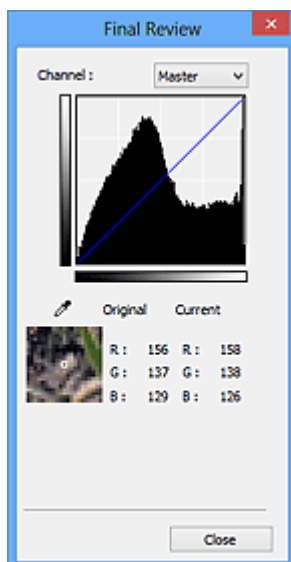 Final Review
Channel : Master
Original Current
R : 156 R : 158
G : 137 G : 138
B : 129 B : 126
Close